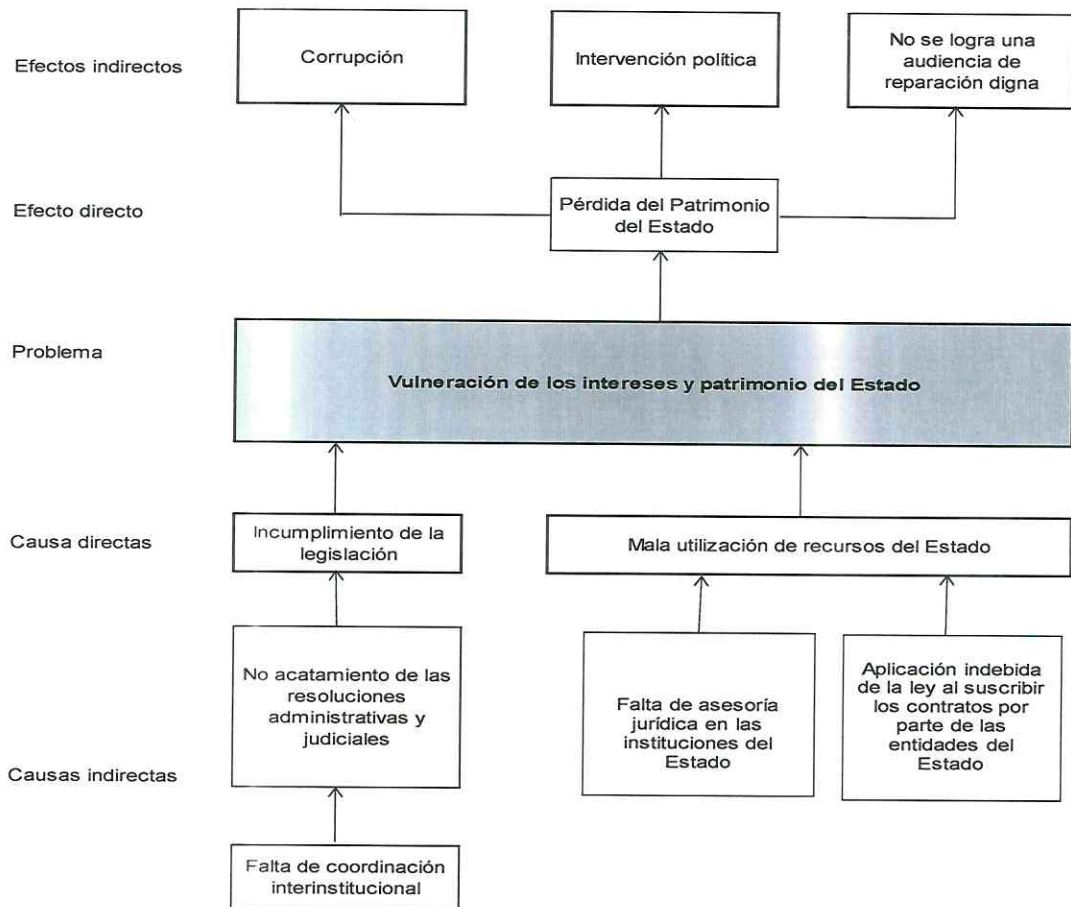 Efectos indirectos
Corrupción
Intervención política
No se logra una
audiencia de
reparación digna
Efecto directo
Pérdida del Patrimonio
del Estado
Problema
Vulneración de los intereses y patrimonio del Estado
Causa directas
Incumplimiento de la
legislación
Mala utilización de recursos del Estado
No acatamiento de las
resoluciones
administrativas y
judiciales
Falta de asesoría
jurídica en las
instituciones del
Estado
Aplicación indebida
de la ley al suscribir
los contratos por
parte de las
entidades del
Estado
Causas indirectas
Falta de coordinación
interinstitucional